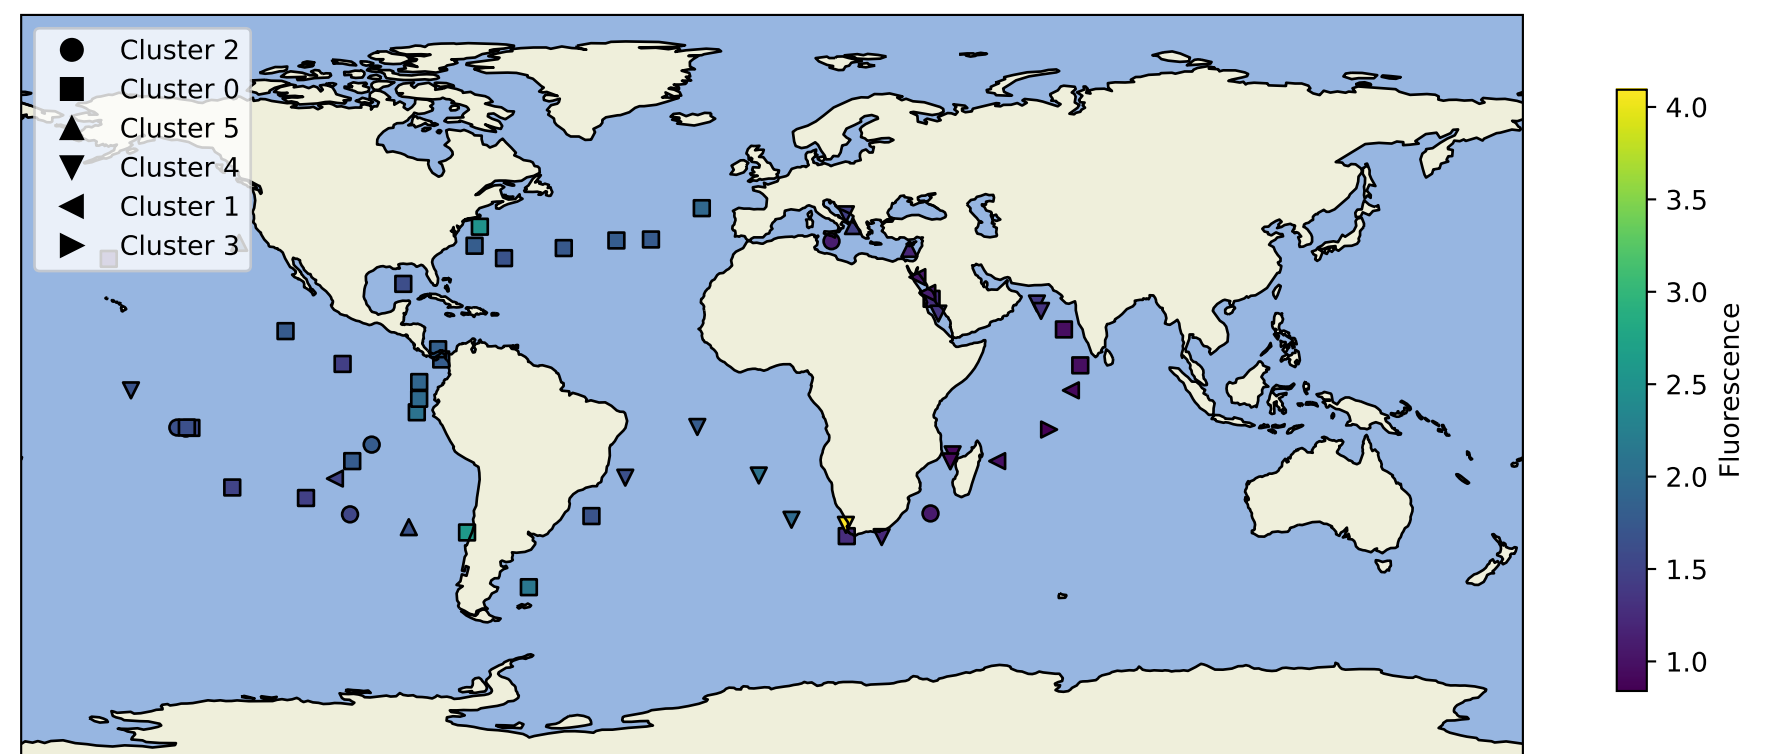 Cluster 2
Cluster 0
Cluster 5
Cluster 4
Cluster 1
Cluster 3
4.0
3.5
3.0
2.5
2.0
1.5
1.0
Fluorescence